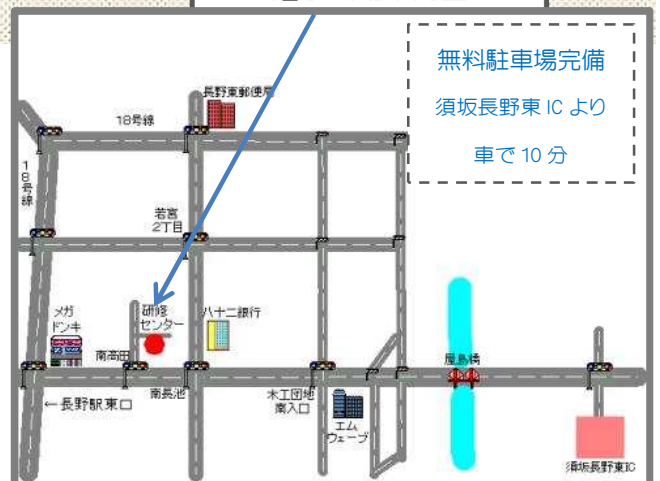 無料駐車場完備
須坂長野東 IC より
車で 10 分
長野東郵便局
18号線
18号線
若宮
2丁目
メガ
ドンキ
研修
センター
八十二銀行
南高田
屋島橋
←長野駅東口
南長池
木工団地
南入口
エム
ウェーブ
須坂長野東IC